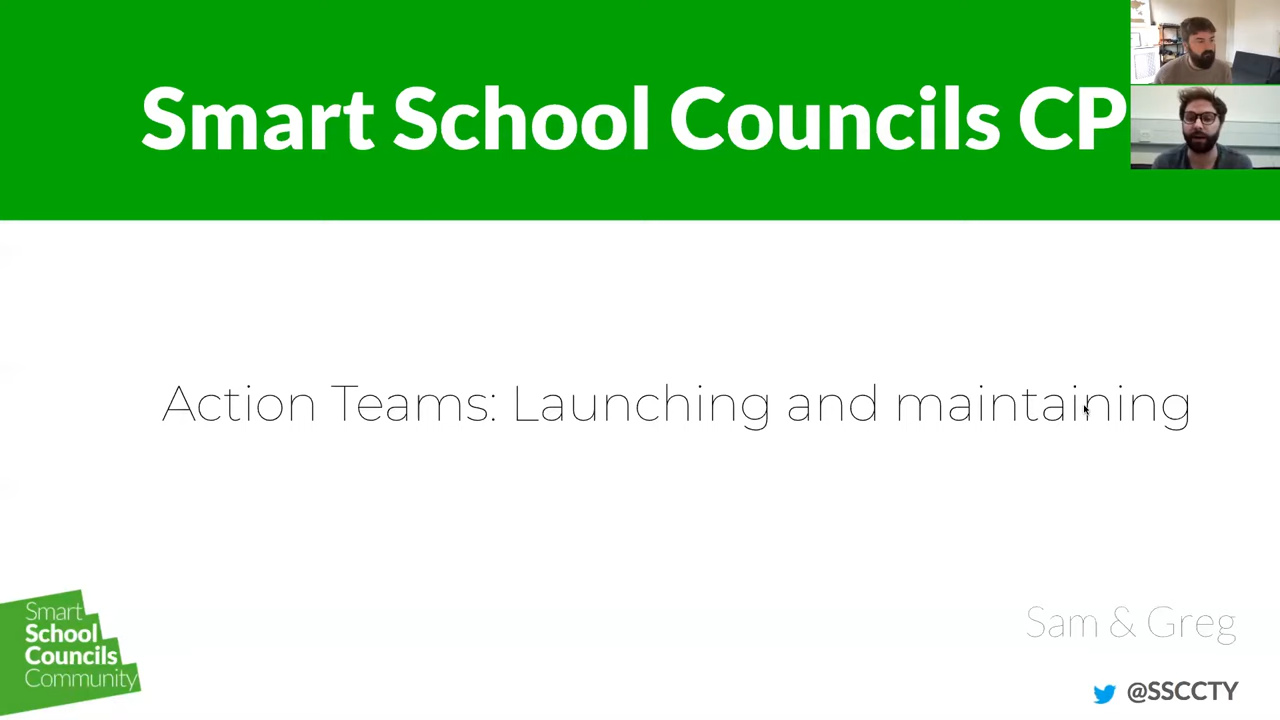 Smart School Councils CP
Action Teams: Launching and maintaining
Sam & Greg
Smart
School
Councils
Community
@SSCCTY